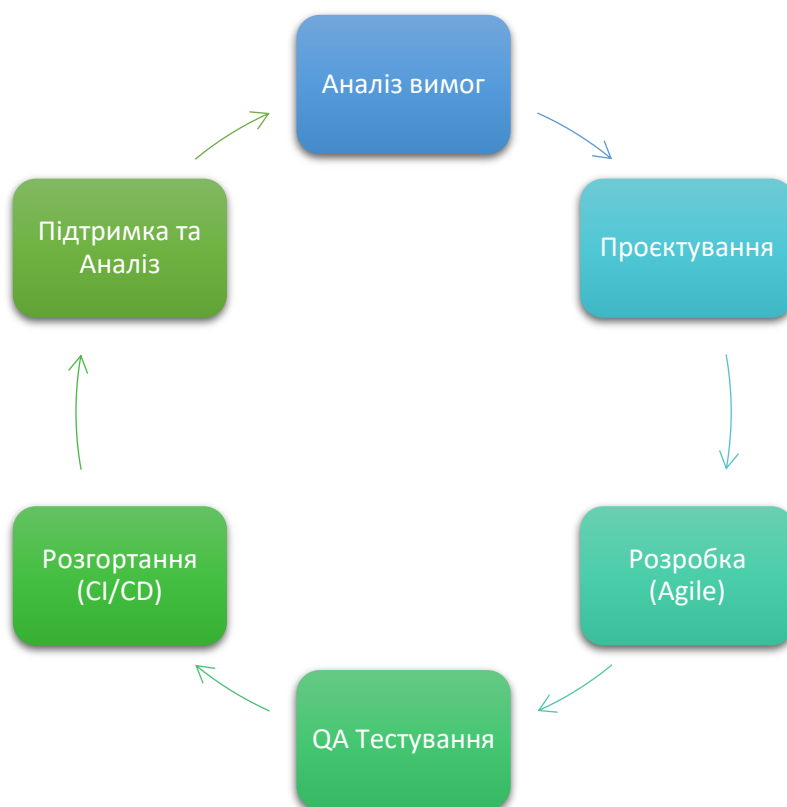 Аналіз вимог
Проєктування
Розробка
(Agile)
QA Тестування
Розгортання
(CI/CD)
Підтримка та
Аналіз